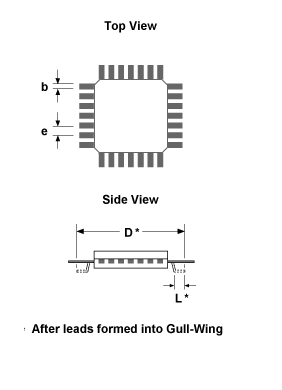 Top View
b
e
Side View
D *
L *
After leads formed into Gull-Wing